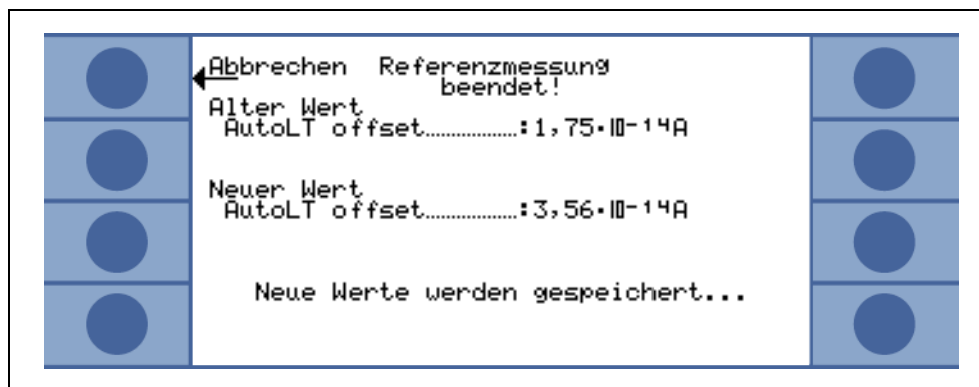 Abbrechen Referenzmessung
beendet!
Alter Wert
AutoLT offset................:1,75·10-14A
Neuer Wert
AutoLT offset................:3,56·10-14A
Neue Werte werden gespeichert...